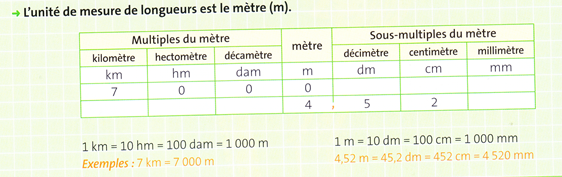 → L'unité de mesure de longueurs est le mètre (m).
Multiples du mètre mètre Sous-multiples du mètre
kilomètre hectomètre décamètre décimètre centimètre millimètre
km hm dam m dm cm mm
7 0 0 0
4 , 5 2
1 km = 10 hm = 100 dam = 1 000 m
Exemples : 7 km = 7 000 m
1 m = 10 dm = 100 cm = 1 000 mm
4,52 m = 45,2 dm = 452 cm = 4 520 mm